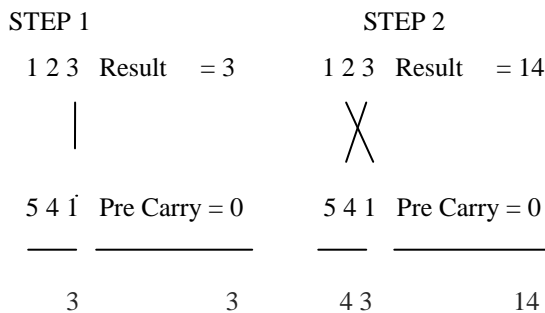 STEP 1 STEP 2
1 2 3 Result = 3 1 2 3 Result = 14
5 4 1 Pre Carry = 0 5 4 1 Pre Carry = 0
3 3 4 3 14